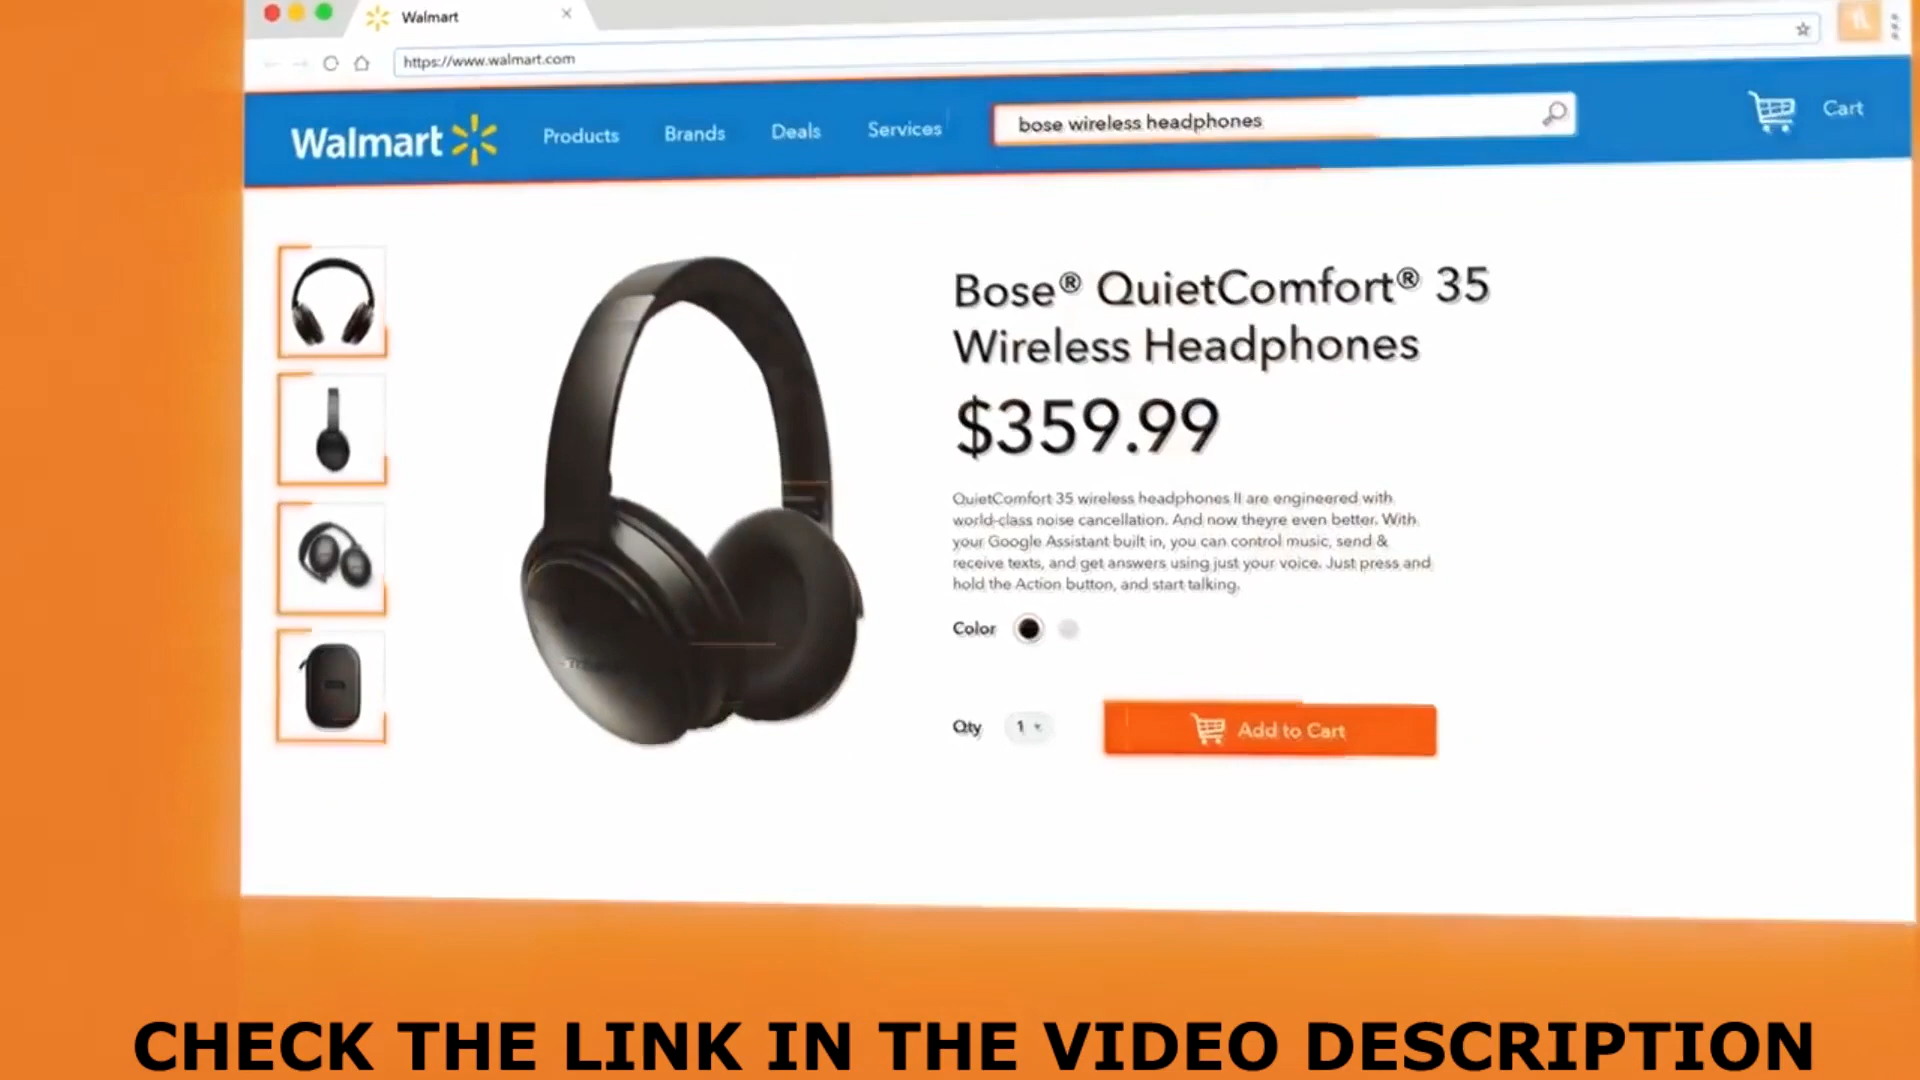 Walmart
https://www.walmart.com
Walmart Products Brands Deals Services bose wireless headphones Cart
Bose® QuietComfort® 35
Wireless Headphones
$359.99
QuietComfort 35 wireless headphones II are engineered with
world-class noise cancellation. And now theyre even better. With
your Google Assistant built in, you can control music, send &
receive texts, and get answers using just your voice. Just press and
hold the Action button, and start talking.
Color
Qty 1 Add to Cart
CHECK THE LINK IN THE VIDEO DESCRIPTION